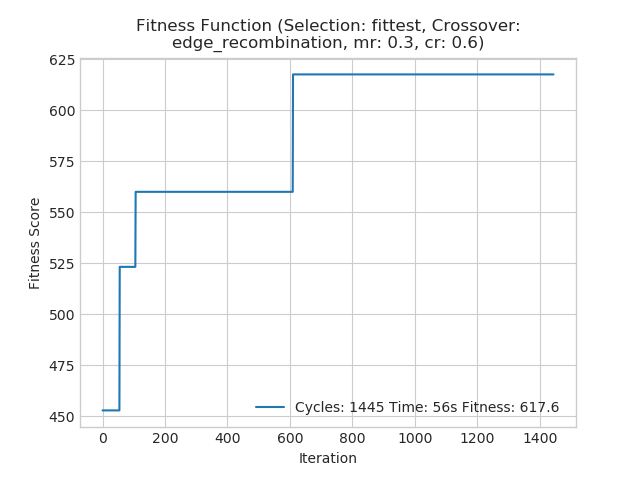 Fitness Function (Selection: fittest, Crossover:
edge_recombination, mr: 0.3, cr: 0.6)
625
600
575
550
525
500
475
450
Fitness Score
Cycles: 1445 Time: 56s Fitness: 617.6
0 200 400 600 800 1000 1200 1400
Iteration